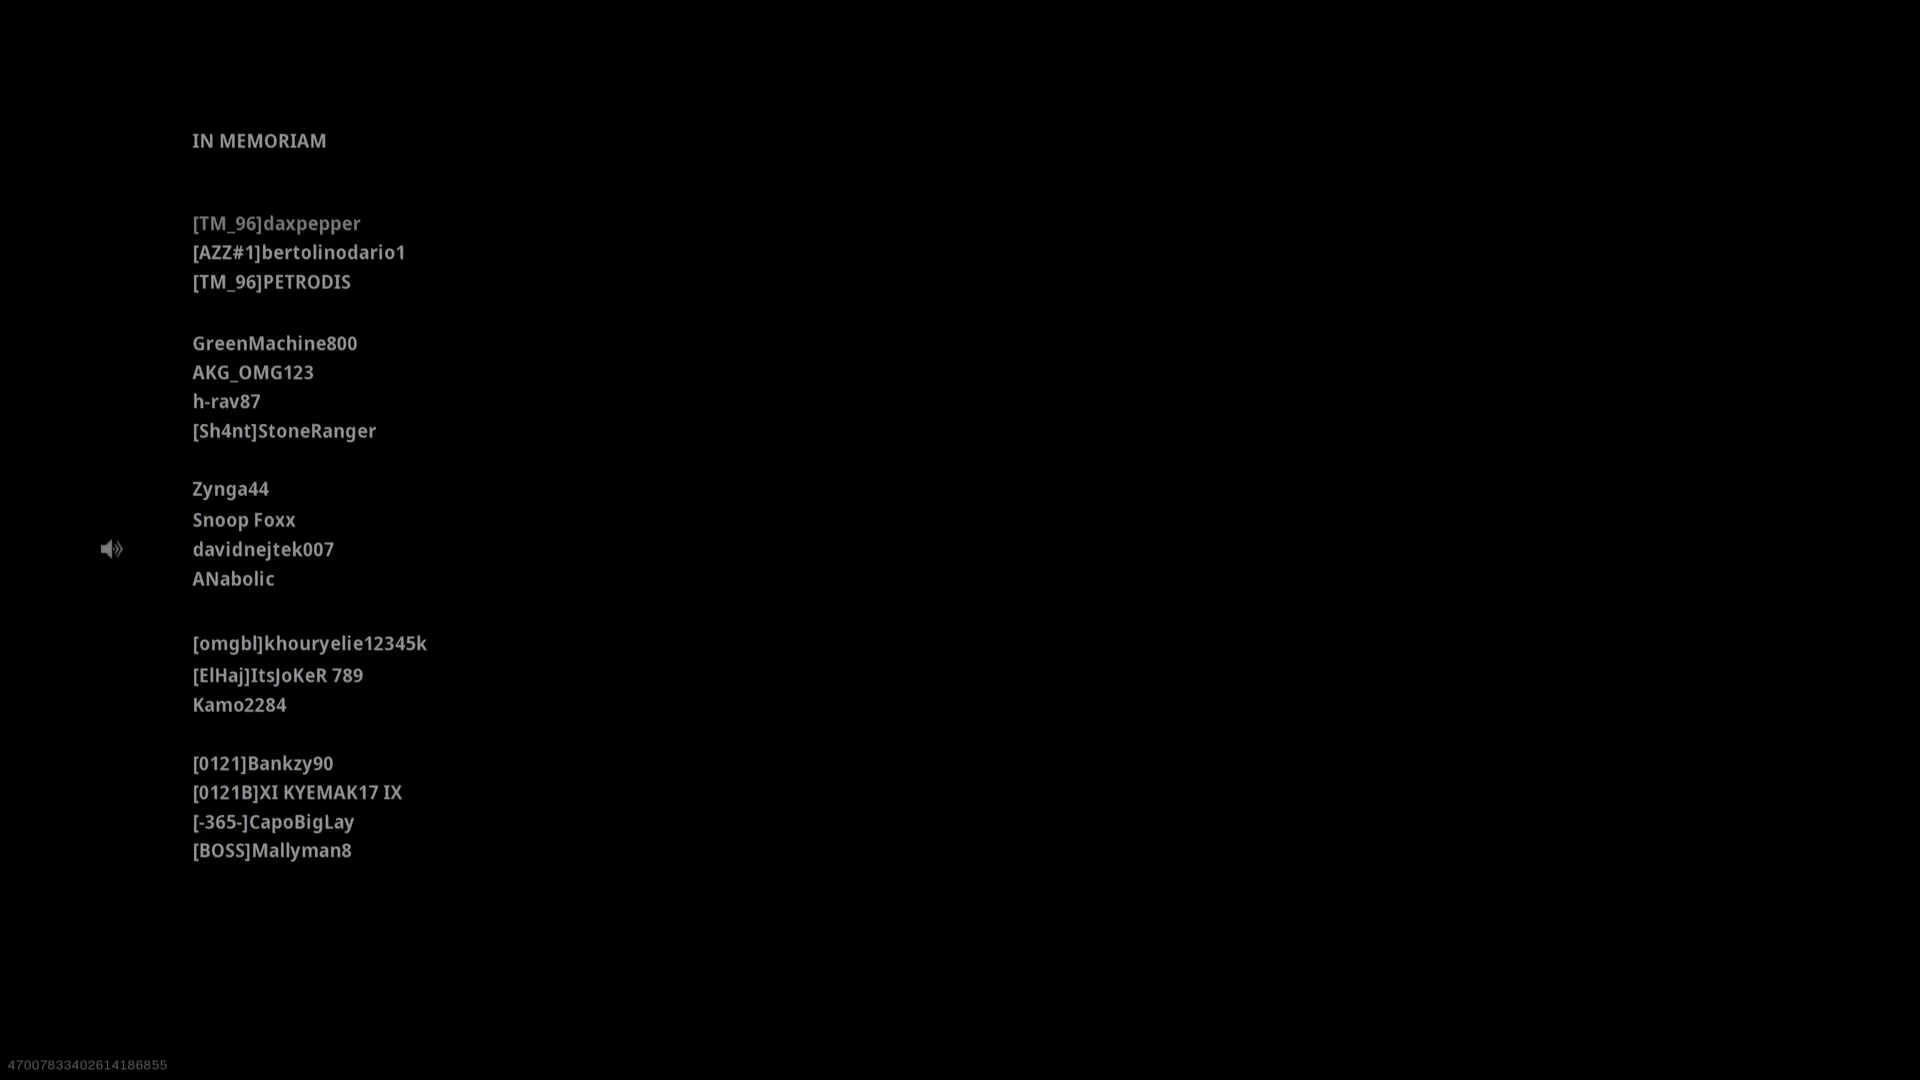 IN MEMORIAM
[TM_96]daxpepper
[AZZ#1]bertolinodario1
[TM_96]PETRODIS
GreenMachine800
AKG_OMG123
h-rav87
[Sh4nt]StoneRanger
Zynga44
Snoop Foxx
davidnejtek007
ANabolic
[omgbl]khouryelie12345k
[ElHaj]ItsJoKeR 789
Kamo2284
[0121]Bankzy90
[0121B]XI KYEMAK17 IX
[-365-]CapoBigLay
[BOSS]Mallyman8
47007833402614186855